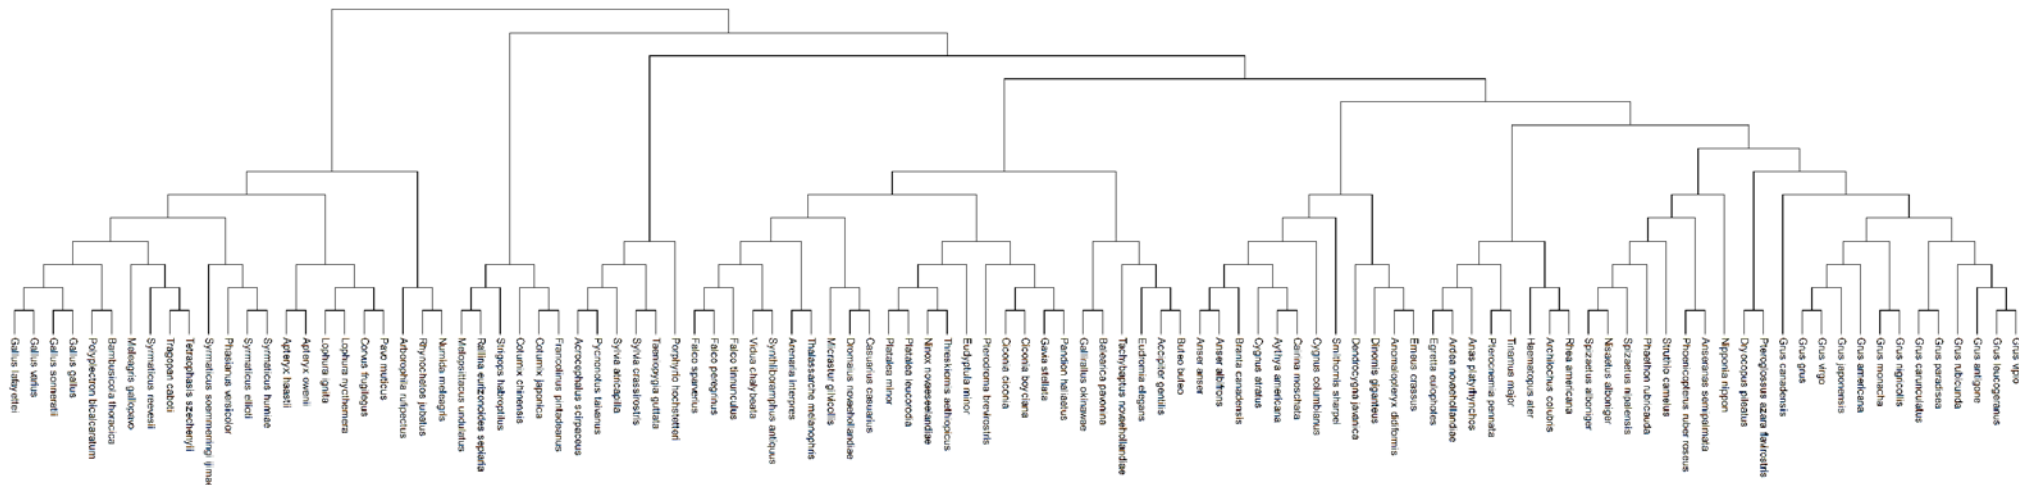 Gallus lafayettei
Gallus varius
Gallus sonneratii
Gallus gallus
Polyplectron bicalcaratum
Bambusicola thoracica
Meleagris gallopavo
Syrmaticus reevesii
Tragopan caboti
Tetraophasis szechenyii
Syrmaticus soemmerringi ijimae
Phasianus versicolor
Syrmaticus ellioti
Syrmaticus humiae
Apteryx haastii
Apteryx owenii
Lophura ignita
Lophura nycthemera
Corvus frugilegus
Pavo muticus
Arborophila rufipectus
Rhynochetos jubatus
Numida meleagris
Melopsittacus undulatus
Rallina eurizonoides sepiaria
Strigops habroptilus
Coturnix chinensis
Coturnix japonica
Francolinus pintadeanus
Acrocephalus scirpaceus
Pycnonotus taivanus
Sylvia atricapilla
Sylvia crassirostris
Taeniopygia guttata
Porphyrio hochstetteri
Falco sparverius
Falco peregrinus
Falco tinnunculus
Vidua chalybeata
Synthliboramphus antiquus
Arenaria interpres
Thalassarche melanophris
Micrastur gilvicollis
Dromaius novaehollandiae
Casuarius casuarius
Platalea minor
Platalea leucorodia
Ninox novaeseelandiae
Threskiornis aethiopicus
Eudyptula minor
Pterodroma brevirostris
Ciconia ciconia
Ciconia boyciana
Gavia stellata
Pandion haliaetus
Gallirallus okinawae
Balearica pavonina
Tachybaptus novaehollandiae
Eudromia elegans
Accipiter gentilis
Buteo buteo
Anser anser
Anser albifrons
Branta canadensis
Cygnus atratus
Aythya americana
Cairina moschata
Cygnus columbianus
Smithornis sharpei
Dendrocygna javanica
Dinornis giganteus
Anomalopteryx didiformis
Emeus crassus
Egretta eulophotes
Ardea novaehollandiae
Anas platyrhynchos
Pterocnemia pennata
Tinamus major
Haematopus ater
Archilochus colubris
Rhea americana
Spizaetus alboniger
Nisaetus alboniger
Spizaetus nipalensis
Phaethon rubricauda
Struthio camelus
Phoenicopterus ruber roseus
Anseranas semipalmata
Nipponia nippon
Dryocopus pileatus
Pteroglossus azara flavirostris
Grus canadensis
Grus grus
Grus virgo
Grus japonensis
Grus americana
Grus monacha
Grus nigricollis
Grus carunculatus
Grus paradisea
Grus rubicunda
Grus antigone
Grus leucogeranus
Grus vipio